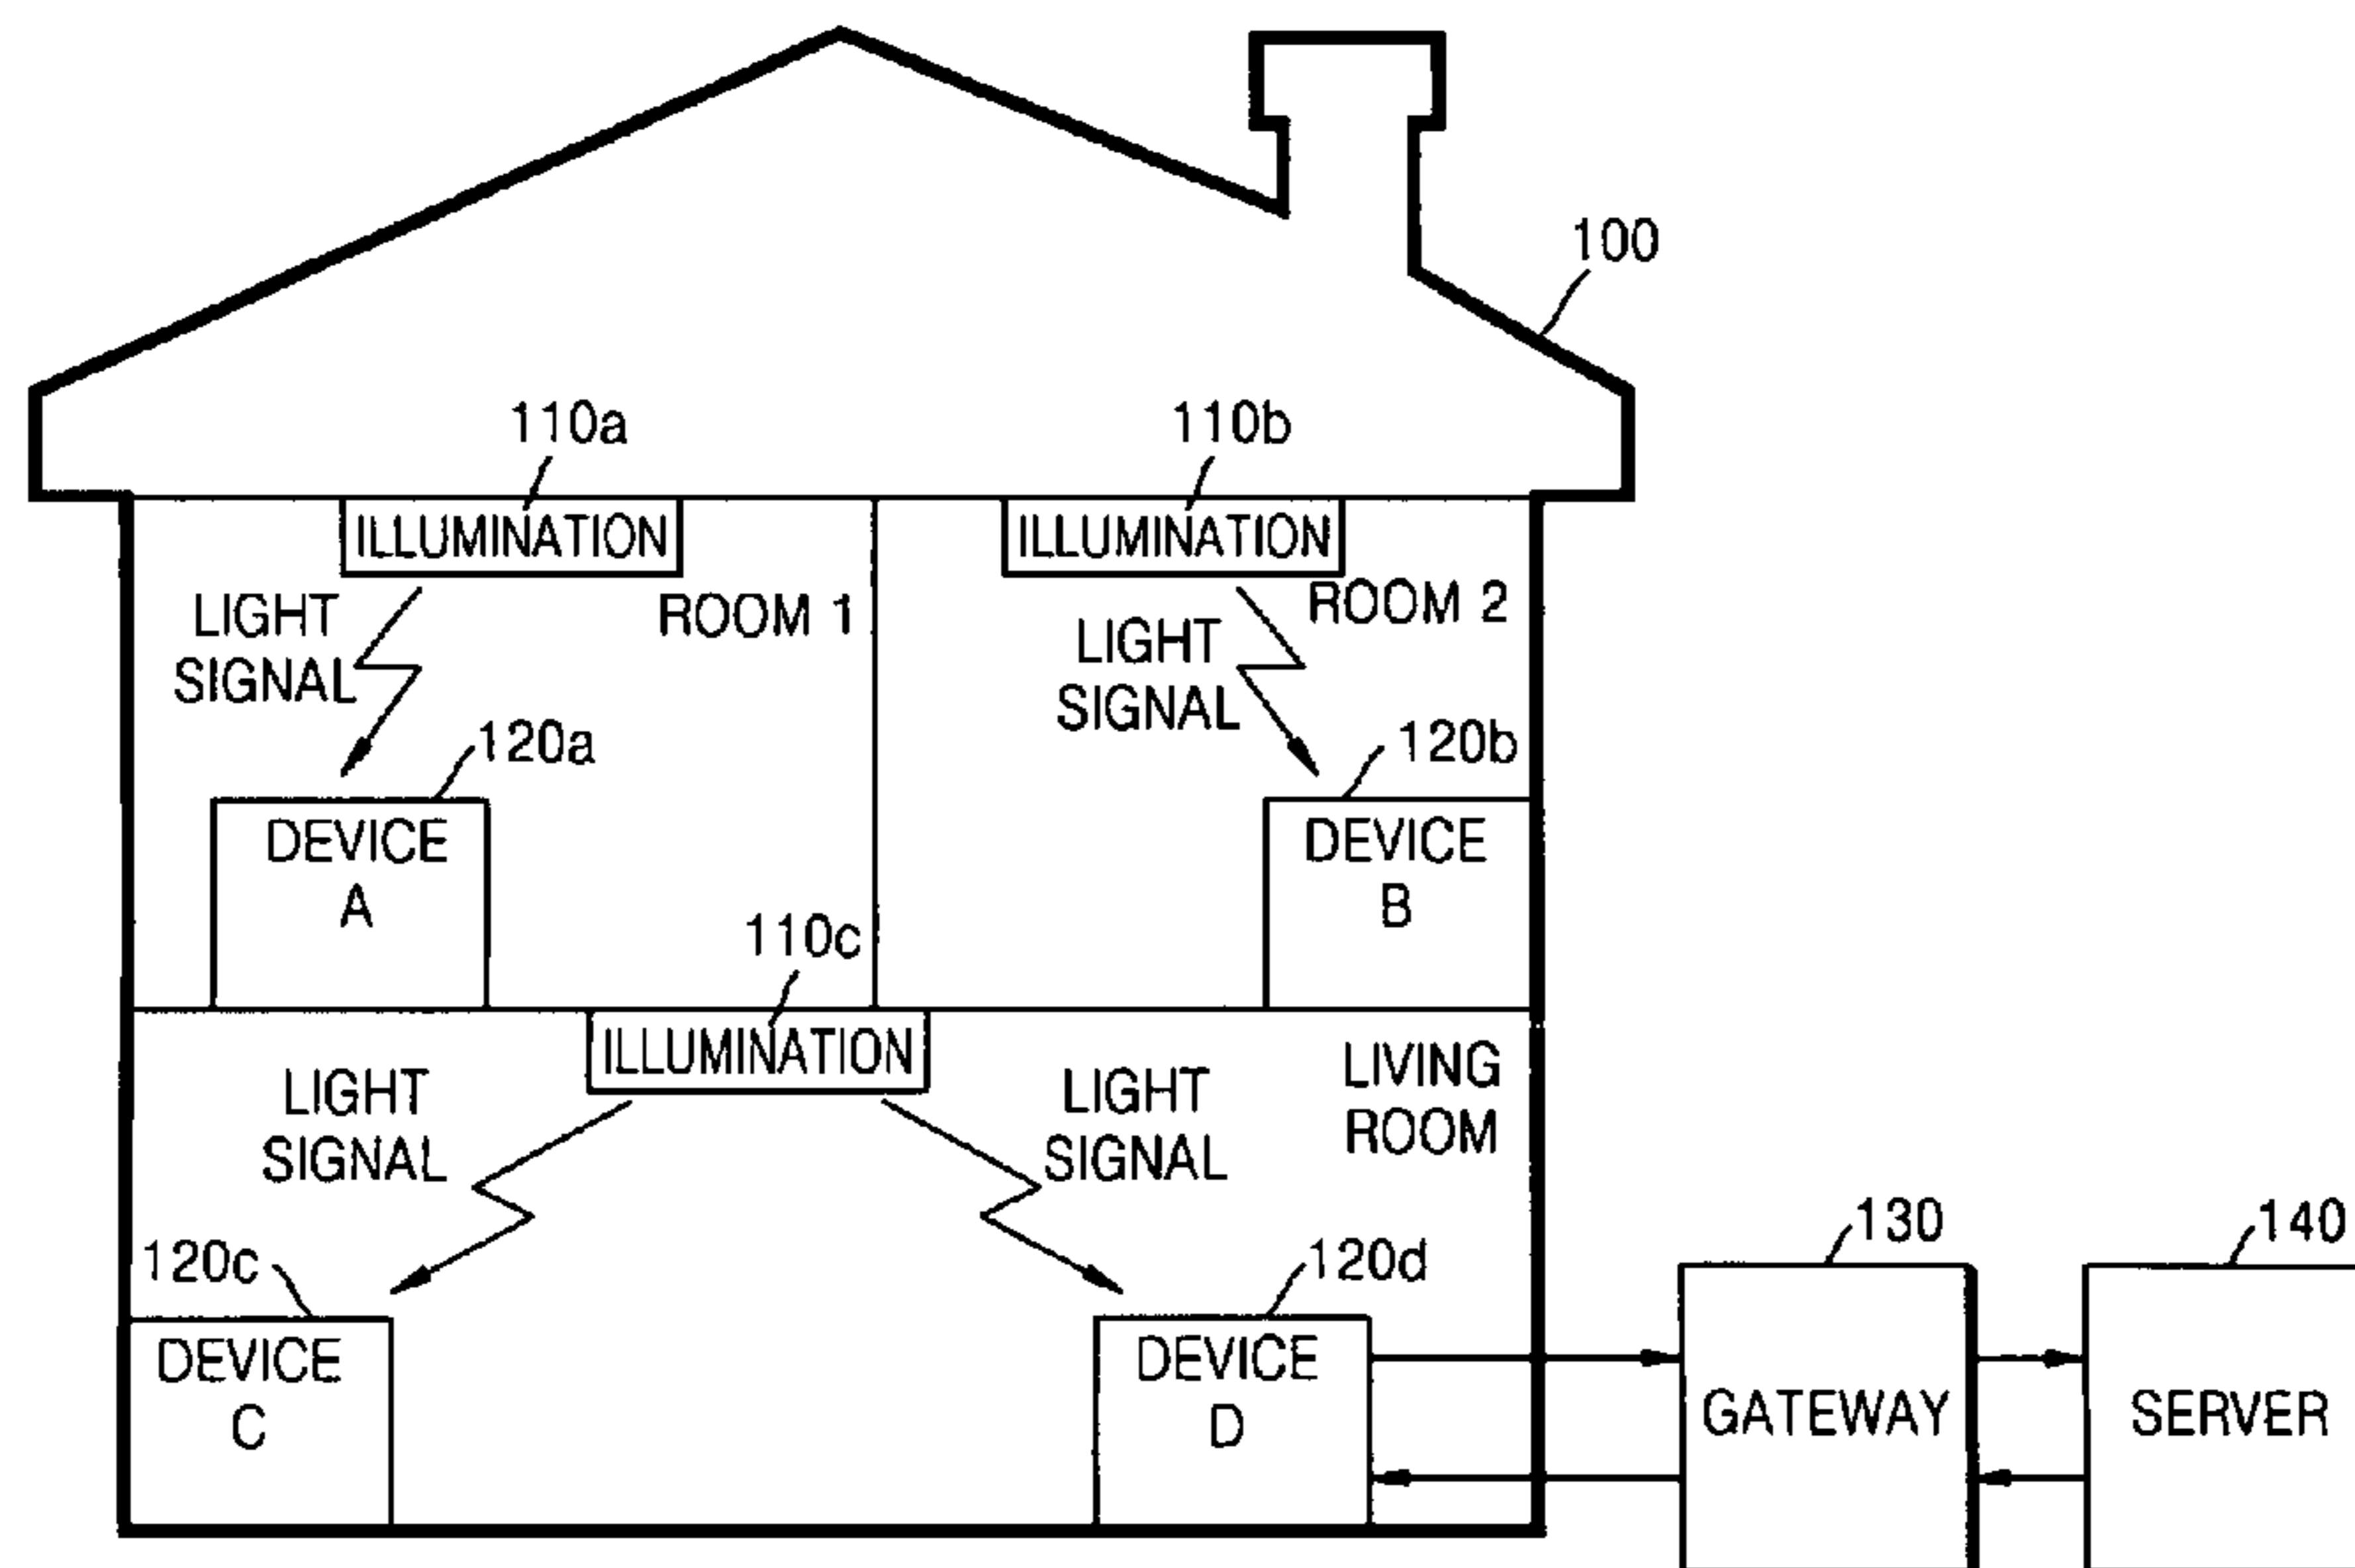 100
110a
110b
ILLUMINATION
ILLUMINATION
LIGHT
SIGNAL
ROOM 1
LIGHT
SIGNAL
ROOM 2
120a
120b
DEVICE
A
DEVICE
B
110c
ILLUMINATION
LIGHT
SIGNAL
LIGHT
SIGNAL
LIVING
ROOM
120c
120d
130
140
DEVICE
C
DEVICE
D
GATEWAY
SERVER